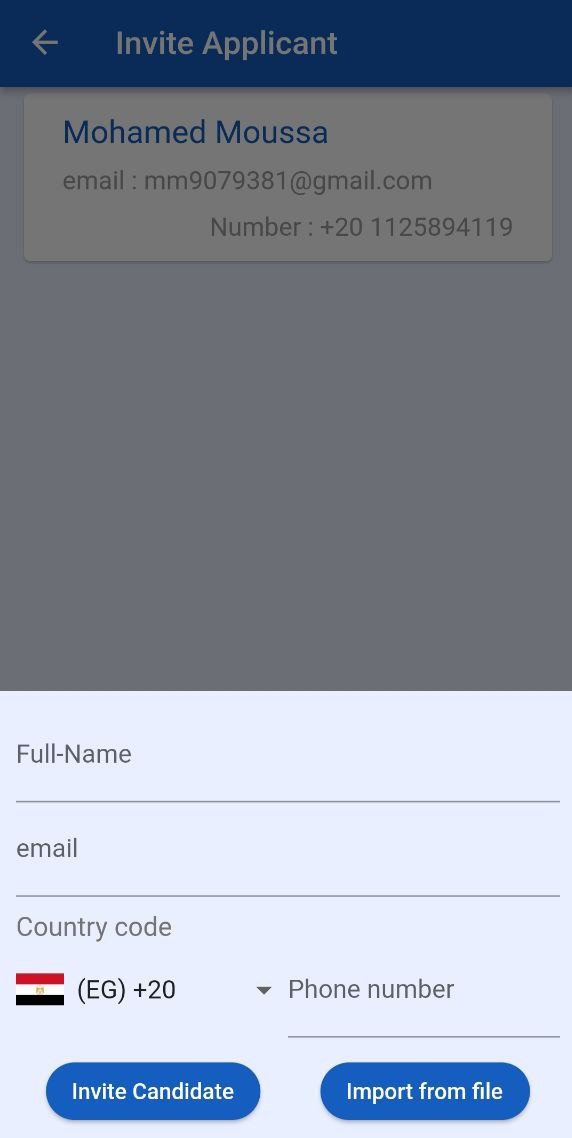 Invite Applicant
Mohamed Moussa
email : mm9079381@gmail.com
Number : +20 1125894119
Full-Name
email
Country code
(EG) +20
Phone number
Invite Candidate
Import from file